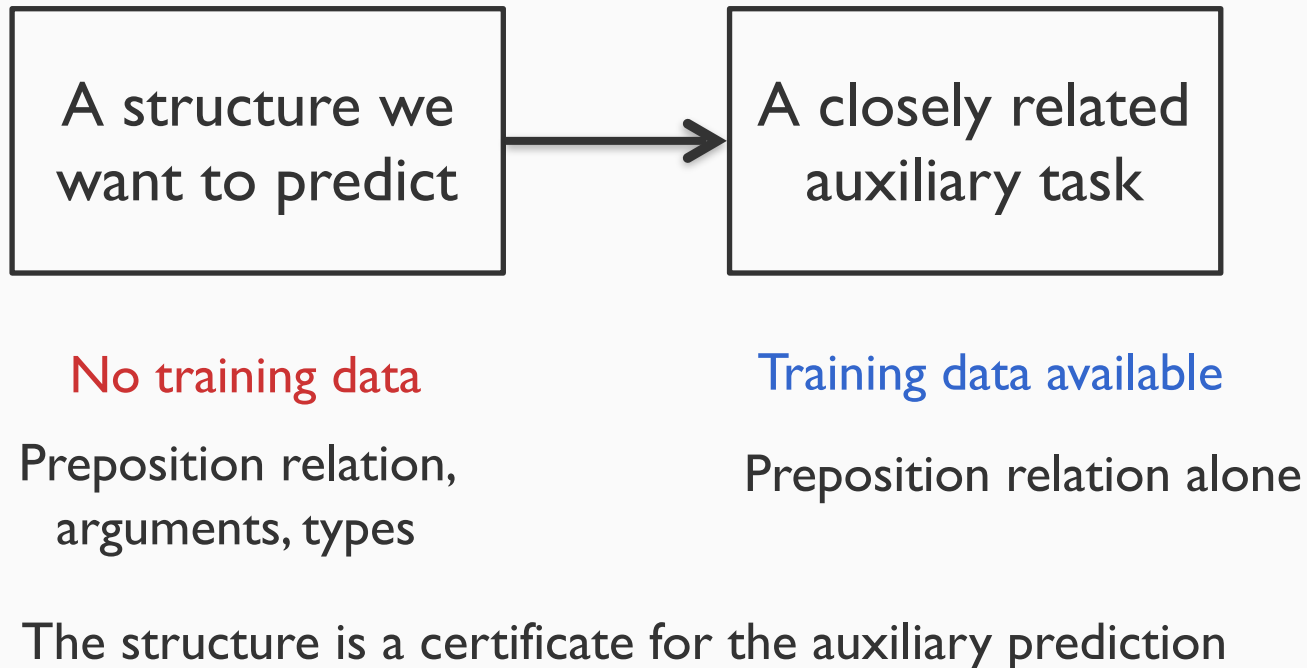 A structure we
want to predict
A closely related
auxiliary task
No training data
Training data available
Preposition relation,
arguments, types
Preposition relation alone
The structure is a certificate for the auxiliary prediction